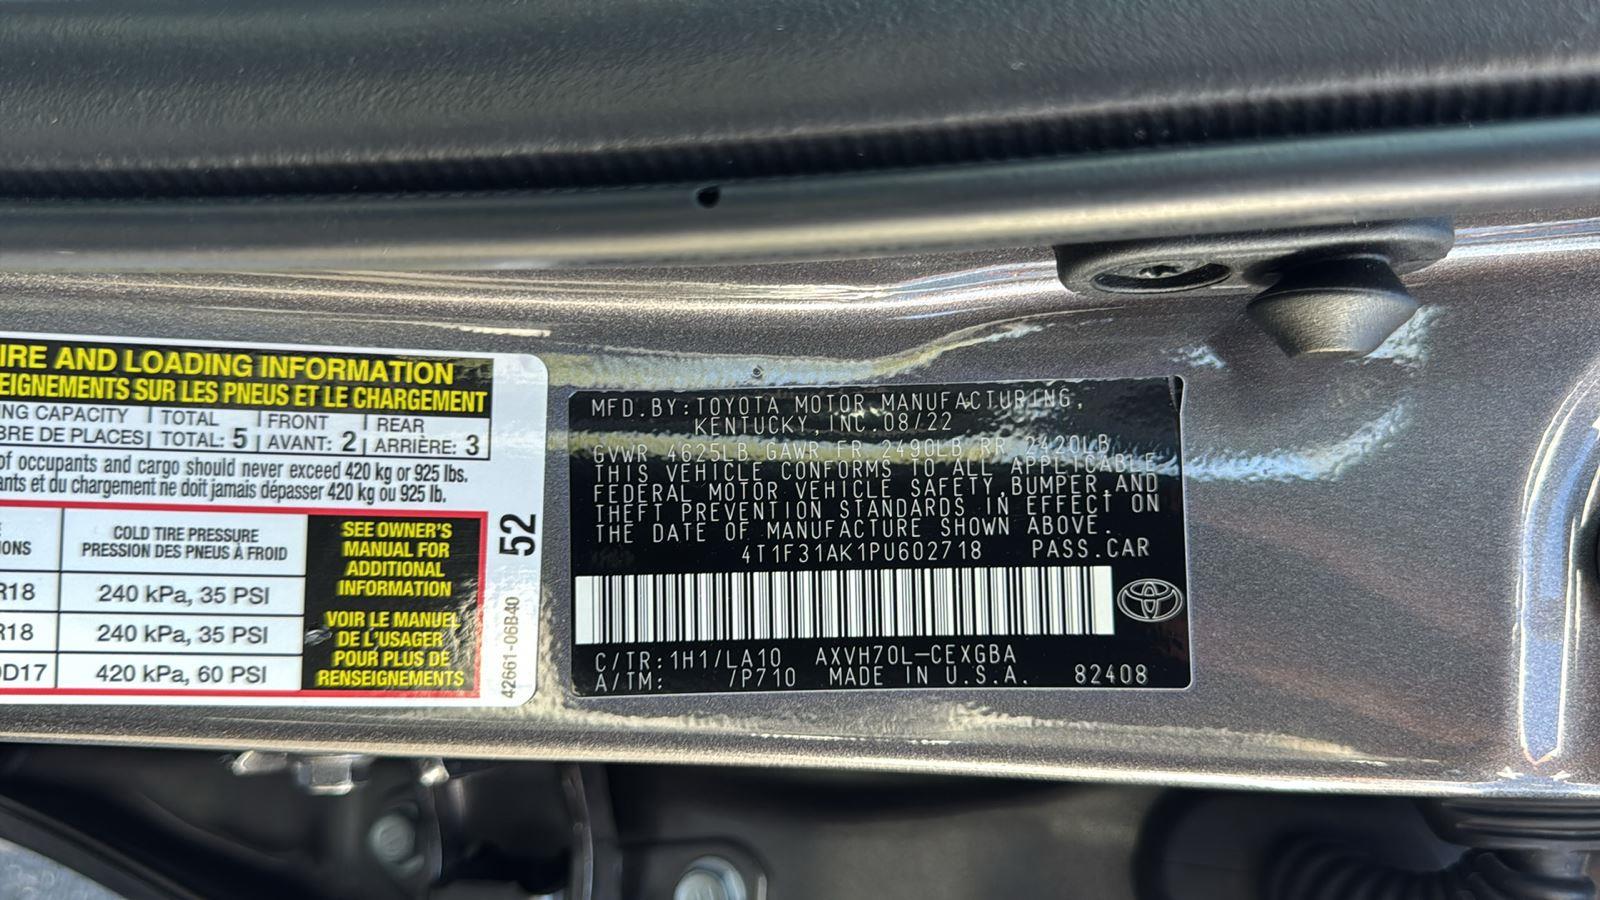 IRE AND LOADING INFORMATION
EIGNEMENTS SUR LES PNEUS ET LE CHARGEMENT
NG CAPACITY | TOTAL | FRONT | REAR
BRE DE PLACES| TOTAL: 5 | AVANT: 2 | ARRIÈRE: 3
of occupants and cargo should never exceed 420 kg or 925 lbs.
ants et du chargement ne doit jamais dépasser 420 kg ou 925 lb.
IONS
COLD TIRE PRESSURE
PRESSION DES PNEUS À FROID
R18 240 kPa, 35 PSI
R18 240 kPa, 35 PSI
D17 420 kPa, 60 PSI
SEE OWNER'S
MANUAL FOR
ADDITIONAL
INFORMATION
VOIR LE MANUEL
DE L'USAGER
POUR PLUS DE
RENSEIGNEMENTS
52
42661-06B40
MFD.BY:TOYOTA MOTOR MANUFACTURING,
KENTUCKY,INC.08/22
GVWR 4625LB GAWR FR 2490LB RR 2420LB
THIS VEHICLE CONFORMS TO ALL APPLICABLE
FEDERAL MOTOR VEHICLE SAFETY,BUMPER,AND
THEFT PREVENTION STANDARDS IN EFFECT ON
THE DATE OF MANUFACTURE SHOWN ABOVE.
4T1F31AK1PU602718 PASS.CAR
C/TR:1H1/LA10 AXVH70L-CEXGBA
A/TM: /P710 MADE IN U.S.A. 82408